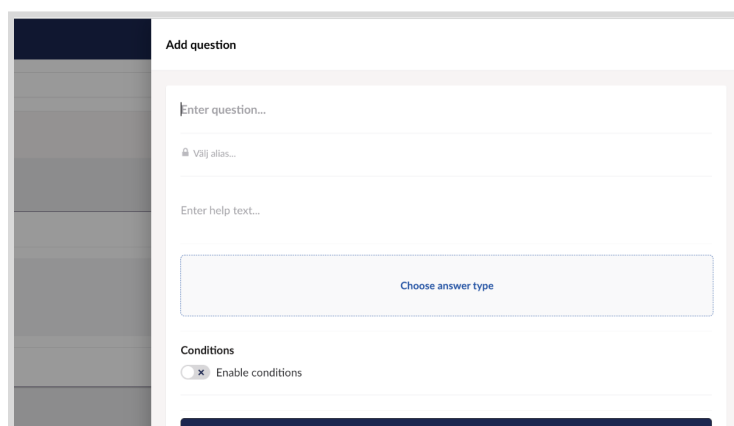 Add question
Enter question...
Välj alias...
Enter help text...
Choose answer type
Conditions
Enable conditions